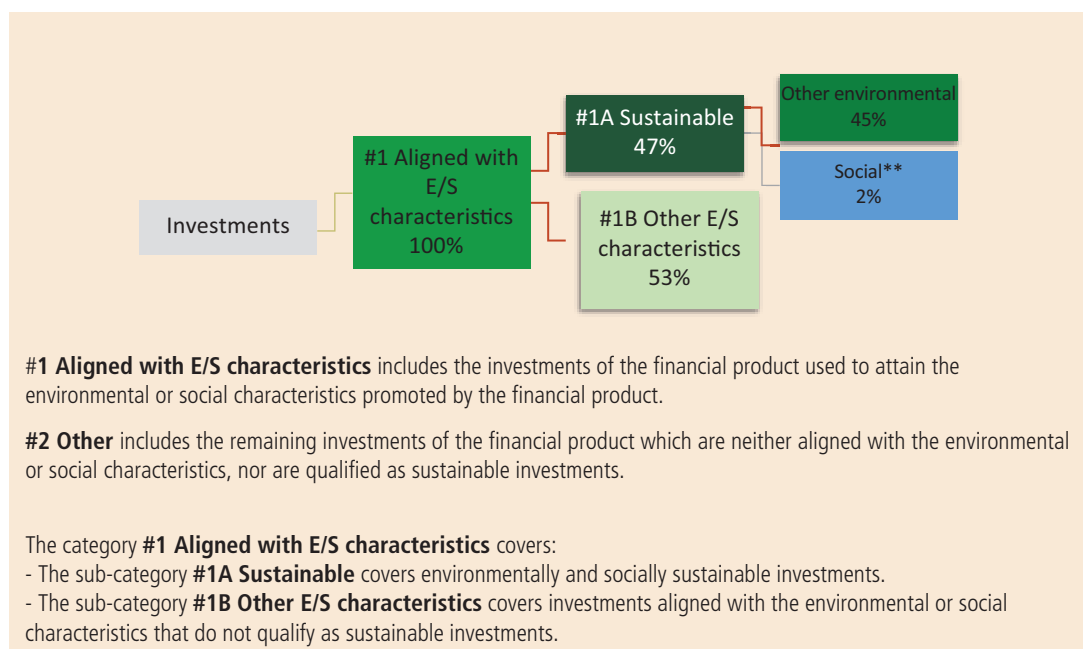 Other environmental
45%
#1A Sustainable
47%
#1 Aligned with
E/S
characteristics
100%
Social**
2%
Investments
#1B Other E/S
characteristics
53%
#1 Aligned with E/S characteristics includes the investments of the financial product used to attain the
environmental or social characteristics promoted by the financial product.
#2 Other includes the remaining investments of the financial product which are neither aligned with the environmental
or social characteristics, nor are qualified as sustainable investments.
The category #1 Aligned with E/S characteristics covers:
- The sub-category #1A Sustainable covers environmentally and socially sustainable investments.
- The sub-category #1B Other E/S characteristics covers investments aligned with the environmental or social
characteristics that do not qualify as sustainable investments.